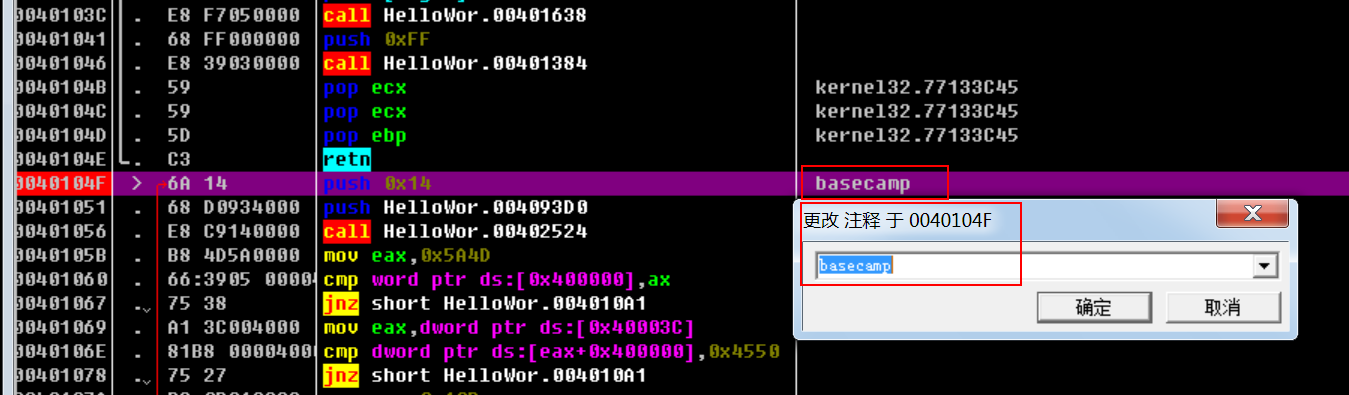 0040103C . E8 F7050000 call HelloWor.00401638
00401041 . 68 FF000000 push 0xFF
00401046 . E8 39030000 call HelloWor.00401384
0040104B . 59 pop ecx kernel32.77133C45
0040104C . 59 pop ecx kernel32.77133C45
0040104D . 5D pop ebp kernel32.77133C45
0040104E . C3 retn
0040104F > 6A 14 push 0x14 basecamp
00401051 . 68 D0934000 push HelloWor.004093D0
更改 注释 于 0040104F
00401056 . E8 C9140000 call HelloWor.00402524
0040105B . B8 4D5A0000 mov eax,0x5A4D
basecamp
00401060 . 66:3905 00004 cmp word ptr ds:[0x400000],ax
00401067 . 75 38 jnz short HelloWor.004010A1
确定 取消
00401069 . A1 3C004000 mov eax,dword ptr ds:[0x40003C]
0040106E . 81B8 00004000 cmp dword ptr ds:[eax+0x400000],0x4550
00401078 . 75 27 jnz short HelloWor.004010A1